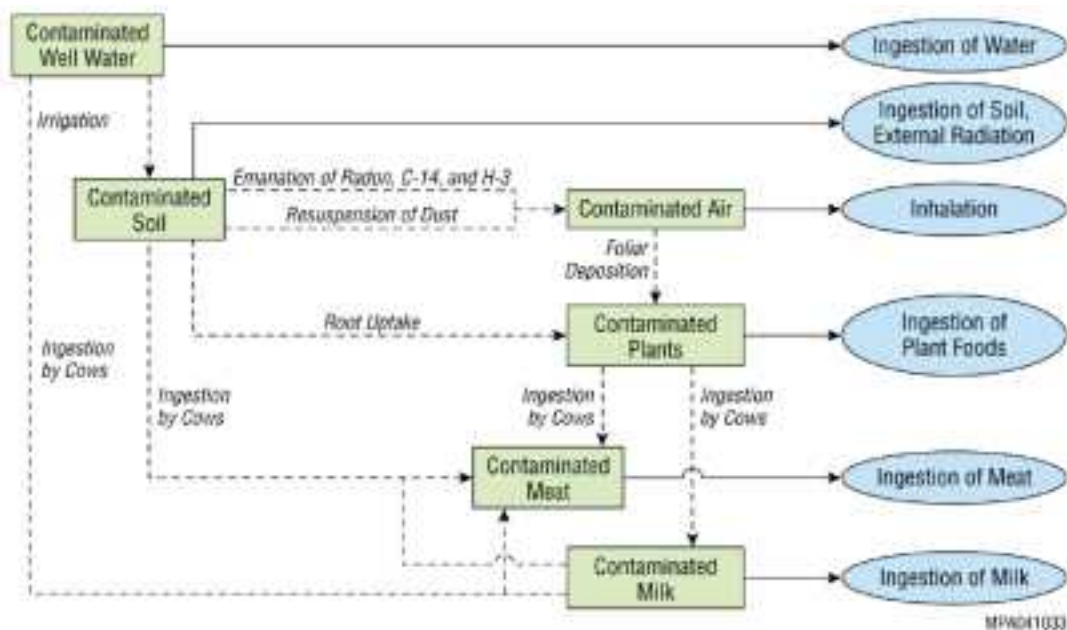 Contaminated
Well Water
Ingestion of Water
Irrigation
Ingestion of Soil,
External Radiation
Contaminated
Soil
Emanation of Radon, C-14, and H-3
Resuspension of Dust
Contaminated Air
Inhalation
Foliar
Deposition
Root Uptake
Contaminated
Plants
Ingestion of
Plant Foods
Ingestion
by Cows
Ingestion
by Cows
Ingestion
by Cows
Ingestion
by Cows
Contaminated
Meat
Ingestion of Meat
Contaminated
Milk
Ingestion of Milk
MPA041033